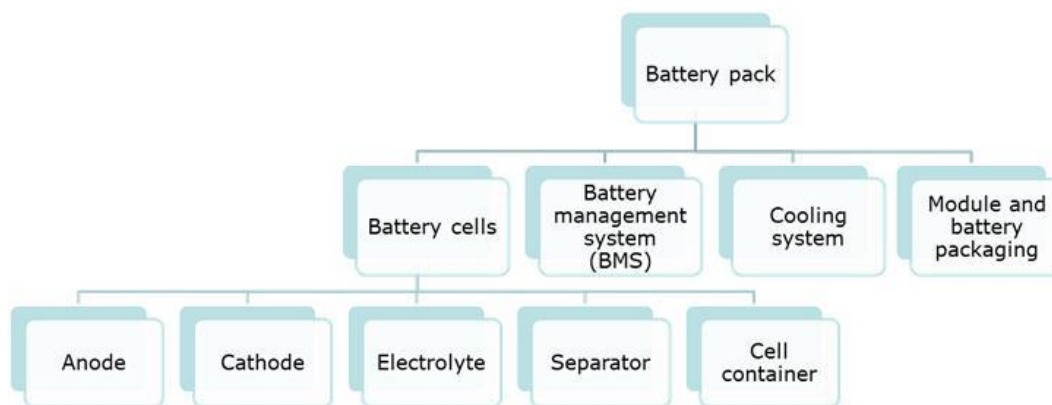 Battery pack
Battery cells
Battery
management
system
(BMS)
Cooling
system
Module and
battery
packaging
Anode
Cathode
Electrolyte
Separator
Cell
container